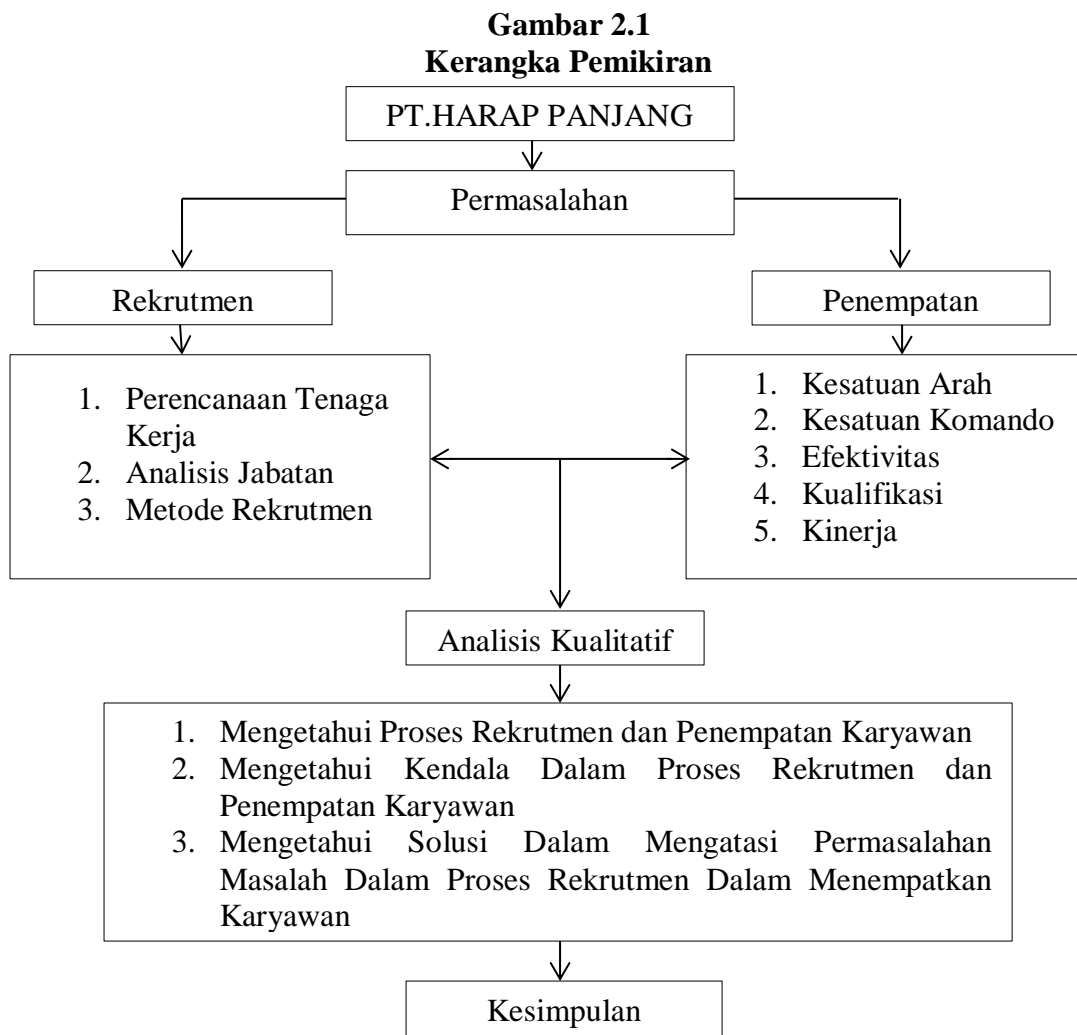 Gambar 2.1
Kerangka Pemikiran
PT.HARAP PANJANG
Permasalahan
Rekrutmen
Penempatan
1. Perencanaan Tenaga
Kerja
2. Analisis Jabatan
3. Metode Rekrutmen
1. Kesatuan Arah
2. Kesatuan Komando
3. Efektivitas
4. Kualifikasi
5. Kinerja
Analisis Kualitatif
1. Mengetahui Proses Rekrutmen dan Penempatan Karyawan
2. Mengetahui Kendala Dalam Proses Rekrutmen dan
Penempatan Karyawan
3. Mengetahui Solusi Dalam Mengatasi Permasalahan
Masalah Dalam Proses Rekrutmen Dalam Menempatkan
Karyawan
Kesimpulan